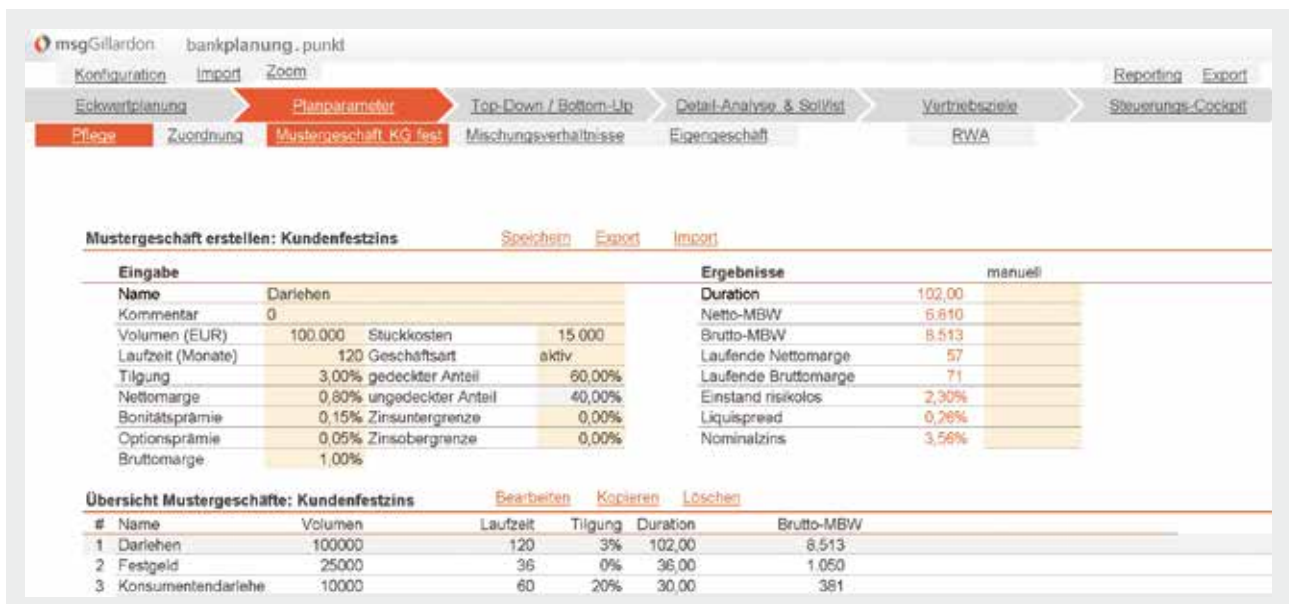 msgGillardon bankplanung.punkt
Konfiguration Import Zoom Reporting Export
Eckwertplanung Planparameter Top-Down / Bottom-Up Detail-Analyse & Soll/Ist Vertriebsziele Steuerungs-Cockpit
Pflege Zuordnung Mustergeschäft KG fest Mischungsverhältnisse Eigengeschäft RWA
Mustergeschäft erstellen: Kundenfestzins Speichern Export Import
Eingabe Ergebnisse manuell
Name Darlehen Duration 102,00
Kommentar 0 Netto-MBW 6.810
Volumen (EUR) 100.000 Stückkosten 15.000 Brutto-MBW 8.513
Laufzeit (Monate) 120 Geschäftsart aktiv Laufende Nettomarge 57
Tilgung 3,00% gedeckter Anteil 60,00% Laufende Bruttomarge 71
Nettomarge 0,80% ungedeckter Anteil 40,00% Einstand risikolos 2,30%
Bonitätsprämie 0,15% Zinsuntergrenze 0,00% Liquispread 0,26%
Optionsprämie 0,05% Zinsobergrenze 0,00% Nominalzins 3,56%
Bruttomarge 1,00%
Übersicht Mustergeschäfte: Kundenfestzins Bearbeiten Kopieren Löschen
# Name Volumen Laufzeit Tilgung Duration Brutto-MBW
1 Darlehen 100000 120 3% 102,00 8.513
2 Festgeld 25000 36 0% 36,00 1.050
3 Konsumentendarlehe 10000 60 20% 30,00 381